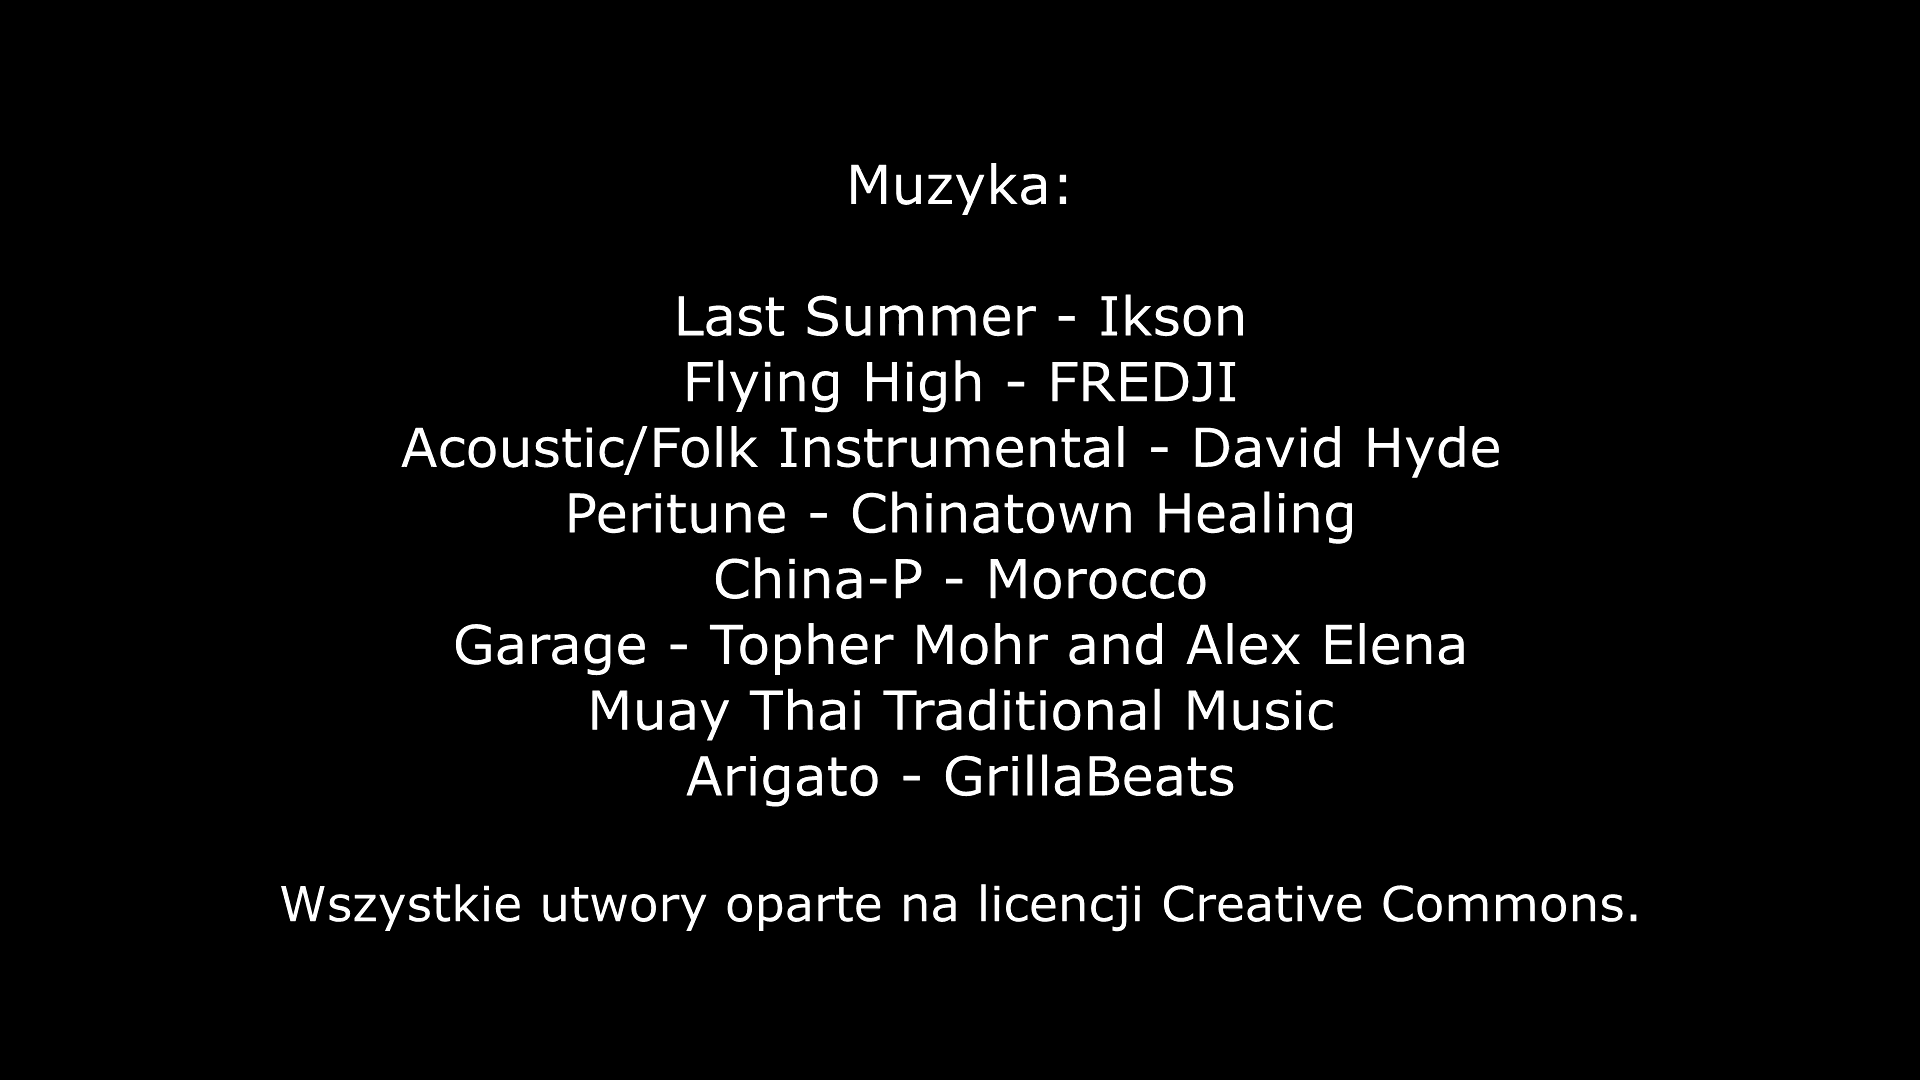 Muzyka:
Last Summer - Ikson
Flying High - FREDJI
Acoustic/Folk Instrumental - David Hyde
Peritune - Chinatown Healing
China-P - Morocco
Garage - Topher Mohr and Alex Elena
Muay Thai Traditional Music
Arigato - GrillaBeats
Wszystkie utwory oparte na licencji Creative Commons.